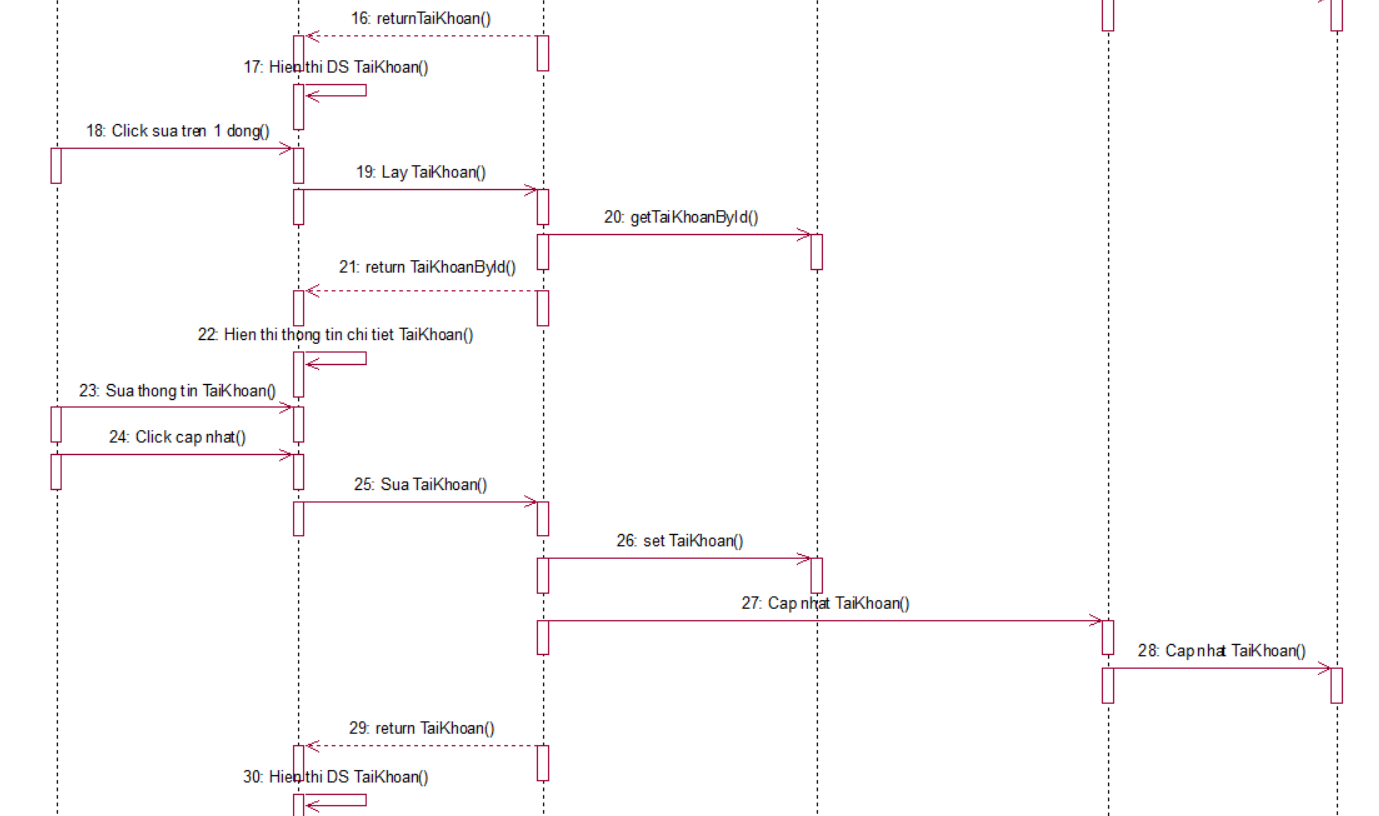 16: returnTaiKhoan()
17: Hien thi DS TaiKhoan()
18: Click sua tren 1 dong()
19: Lay TaiKhoan()
20: getTaiKhoanById()
21: return TaiKhoanById()
22: Hien thi thong tin chi tiet TaiKhoan()
23: Sua thong tin TaiKhoan()
24: Click cap nhat()
25: Sua TaiKhoan()
26: set TaiKhoan()
27: Cap nhat TaiKhoan()
28: Cap nhat TaiKhoan()
29: return TaiKhoan()
30: Hien thi DS TaiKhoan()